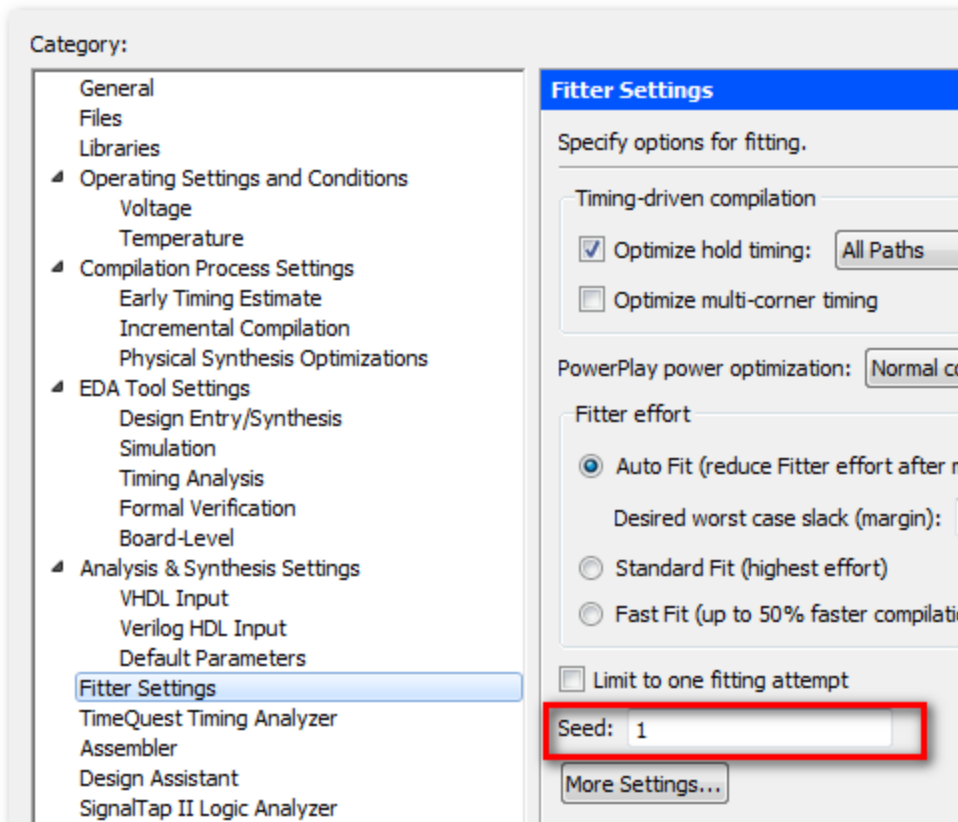 Category:
General
Files
Libraries
Operating Settings and Conditions
Voltage
Temperature
Compilation Process Settings
Early Timing Estimate
Incremental Compilation
Physical Synthesis Optimizations
EDA Tool Settings
Design Entry/Synthesis
Simulation
Timing Analysis
Formal Verification
Board-Level
Analysis & Synthesis Settings
VHDL Input
Verilog HDL Input
Default Parameters
Fitter Settings
TimeQuest Timing Analyzer
Assembler
Design Assistant
SignalTap II Logic Analyzer
Fitter Settings
Specify options for fitting.
Timing-driven compilation
Optimize hold timing: All Paths
Optimize multi-corner timing
PowerPlay power optimization: Normal
Fitter effort
Auto Fit (reduce Fitter effort after
Desired worst case slack (margin):
Standard Fit (highest effort)
Fast Fit (up to 50% faster
Limit to one fitting attempt
Seed: 1
More Settings...